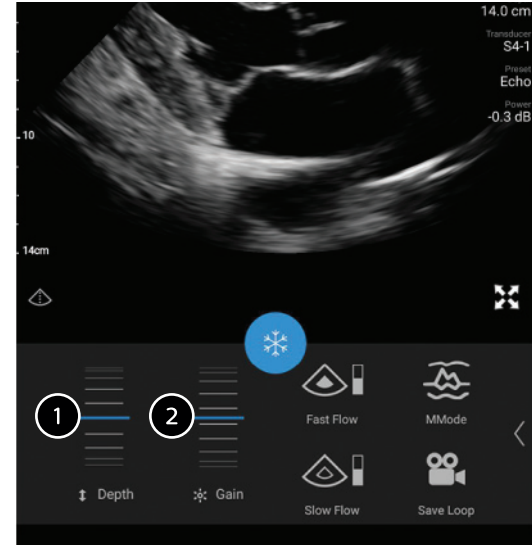 14.0 cm
Transducer
S4-1
Preset
Echo
Power
-0.3 dB
10
14cm
1
2
Fast Flow
MMode
Depth
Gain
Slow Flow
Save Loop